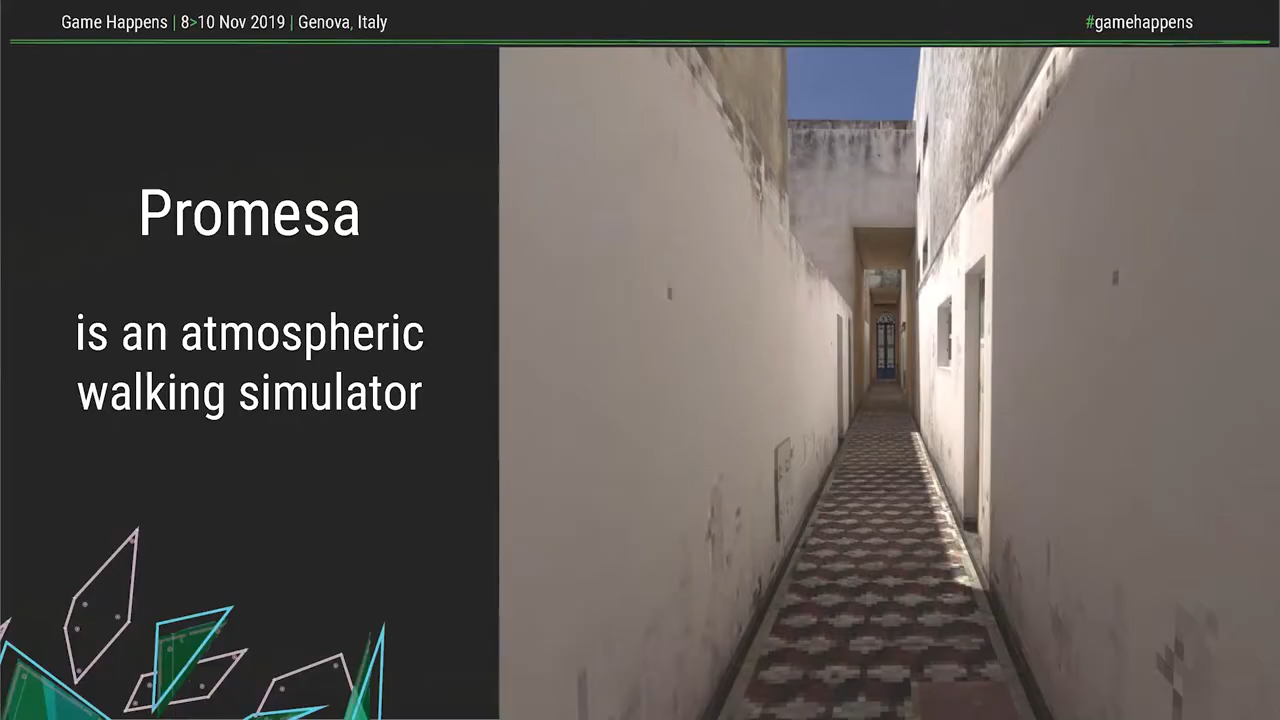 Game Happens | 8>10 Nov 2019 | Genova, Italy
#gamehappens
Promesa
is an atmospheric
walking simulator